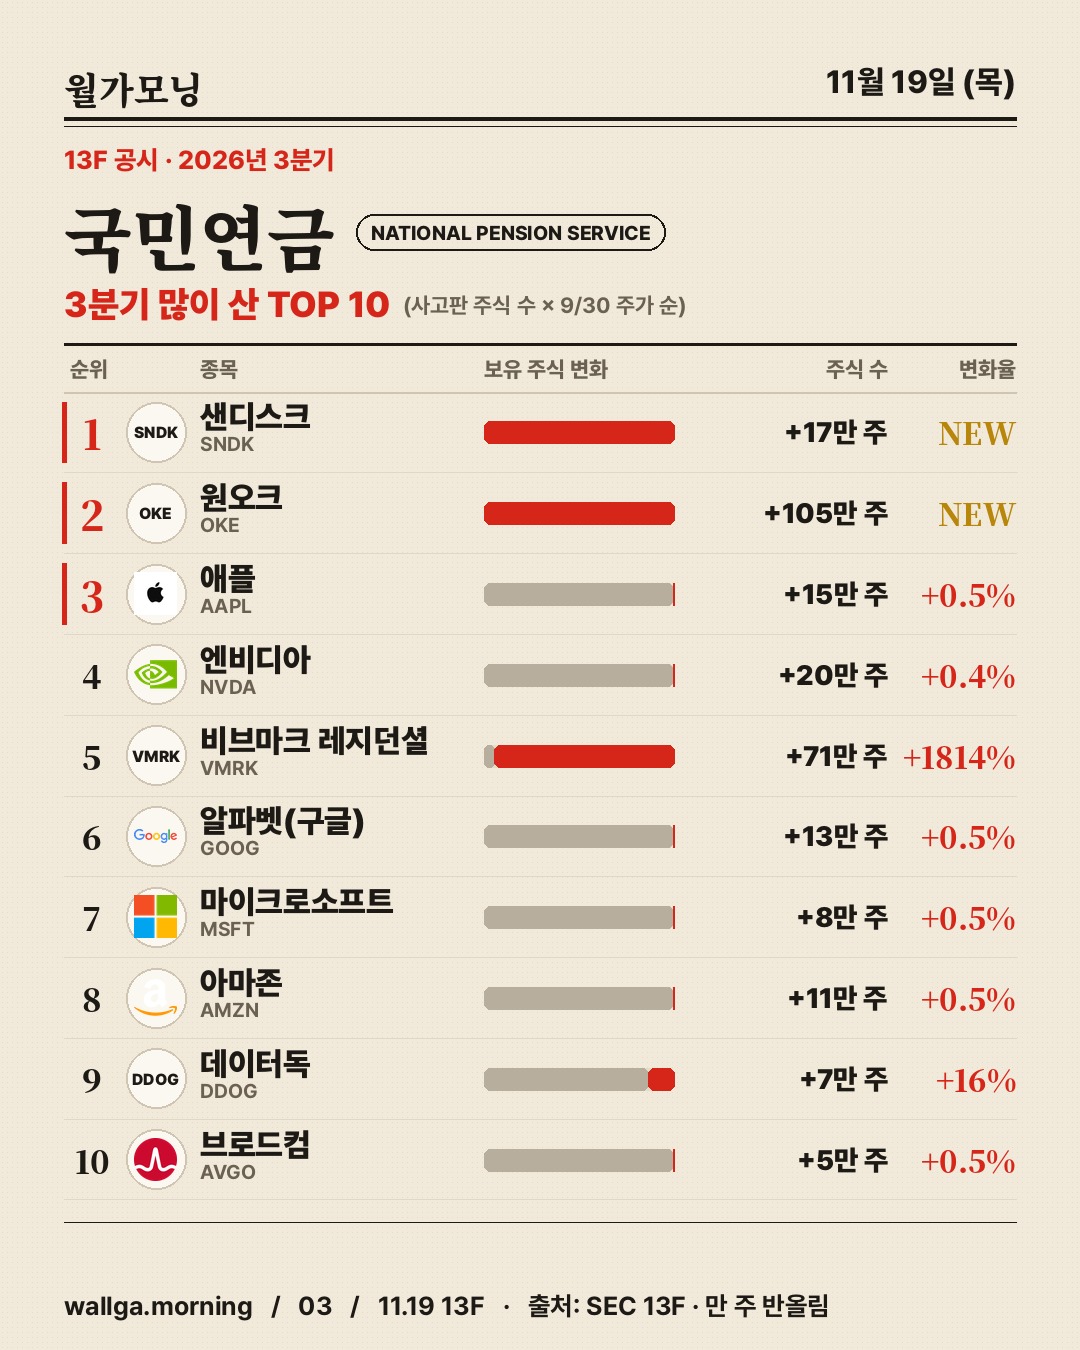 월가모닝
11월 19일 (목)
13F 공시 · 2026년 3분기
국민연금 NATIONAL PENSION SERVICE
3분기 많이 산 TOP 10 (사고판 주식 수 × 9/30 주가 순)
순위 종목 보유 주식 변화 주식 수 변화율
1 SNDK 샌디스크 +17만 주 NEW
SNDK
2 OKE 원오크 +105만 주 NEW
OKE
3 애플 +15만 주 +0.5%
AAPL
4 엔비디아 +20만 주 +0.4%
NVDA
5 VMRK 비브마크 레지던셜 +71만 주 +1814%
VMRK
6 Google 알파벳(구글) +13만 주 +0.5%
GOOG
7 마이크로소프트 +8만 주 +0.5%
MSFT
8 a 아마존 +11만 주 +0.5%
AMZN
9 DDOG 데이터독 +7만 주 +16%
DDOG
10 브로드컴 +5만 주 +0.5%
AVGO
wallga.morning / 03 / 11.19 13F · 출처: SEC 13F · 만 주 반올림